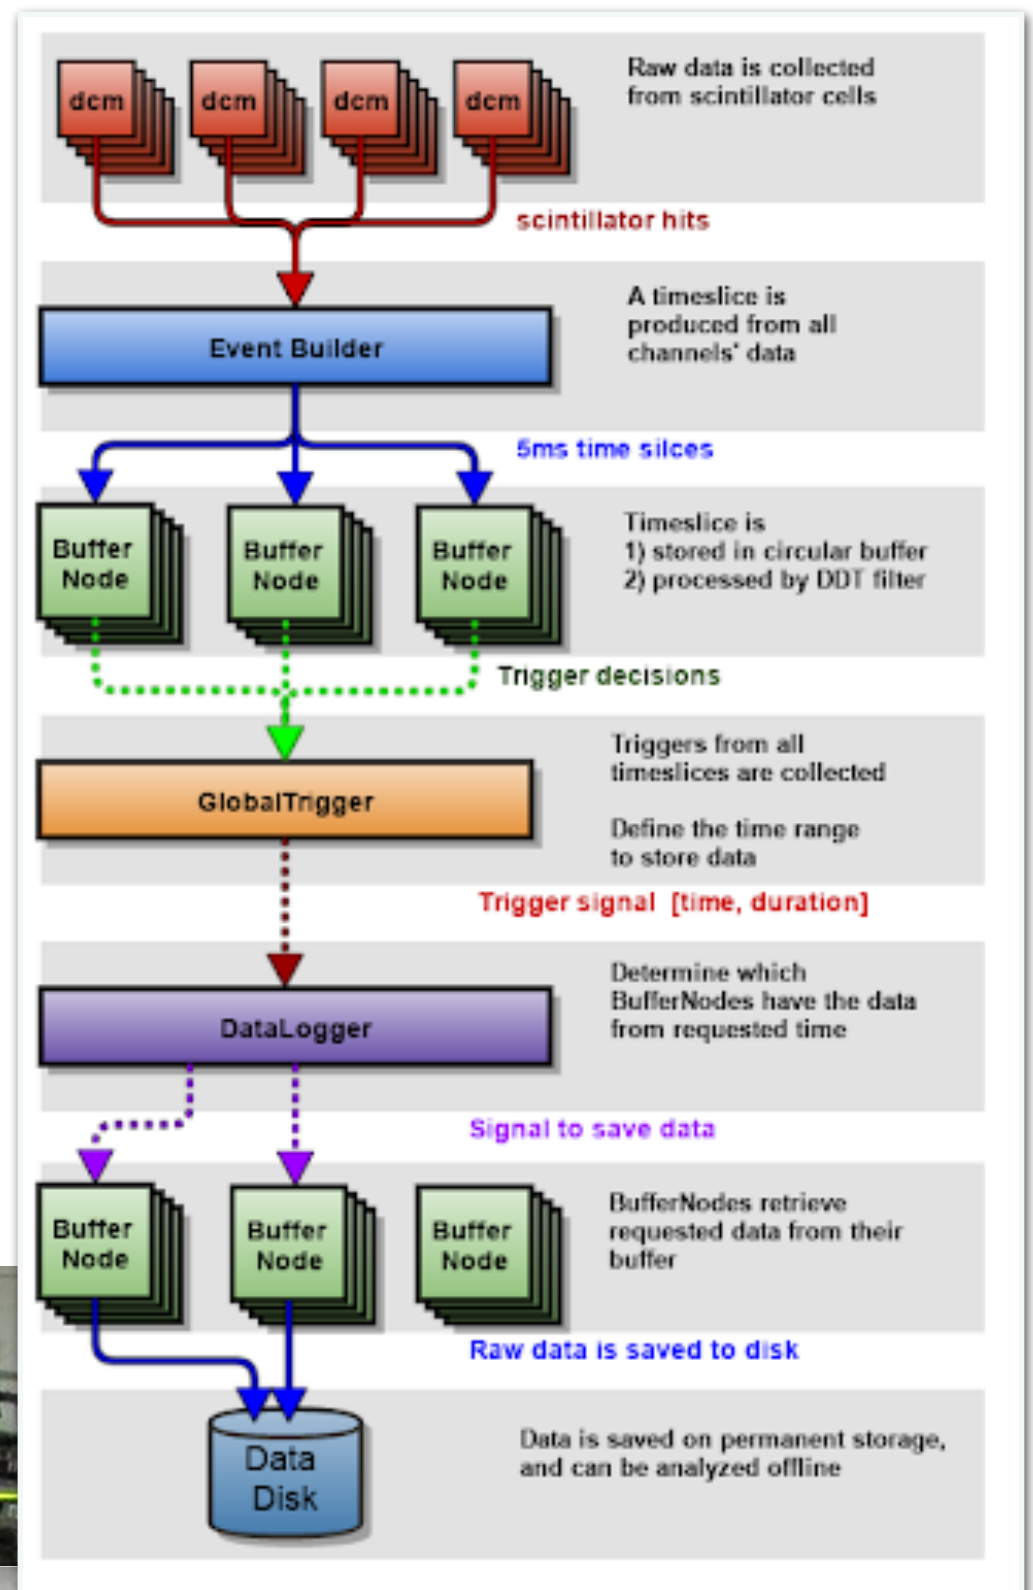 dcm
dcm
dcm
dcm
Raw data is collected
from scintillator cells
scintillator hits
Event Builder
A timeslice is
produced from all
channels' data
5ms time silces
Buffer
Node
Buffer
Node
Buffer
Node
Timeslice is
1) stored in circular buffer
2) processed by DDT filter
Trigger decisions
GlobalTrigger
Triggers from all
timeslices are collected
Define the time range
to store data
Trigger signal [time, duration]
DataLogger
Determine which
BufferNodes have the data
from requested time
Signal to save data
Buffer
Node
Buffer
Node
Buffer
Node
BufferNodes retrieve
requested data from their
buffer
Raw data is saved to disk
Data
Disk
Data is saved on permanent storage,
and can be analyzed offline